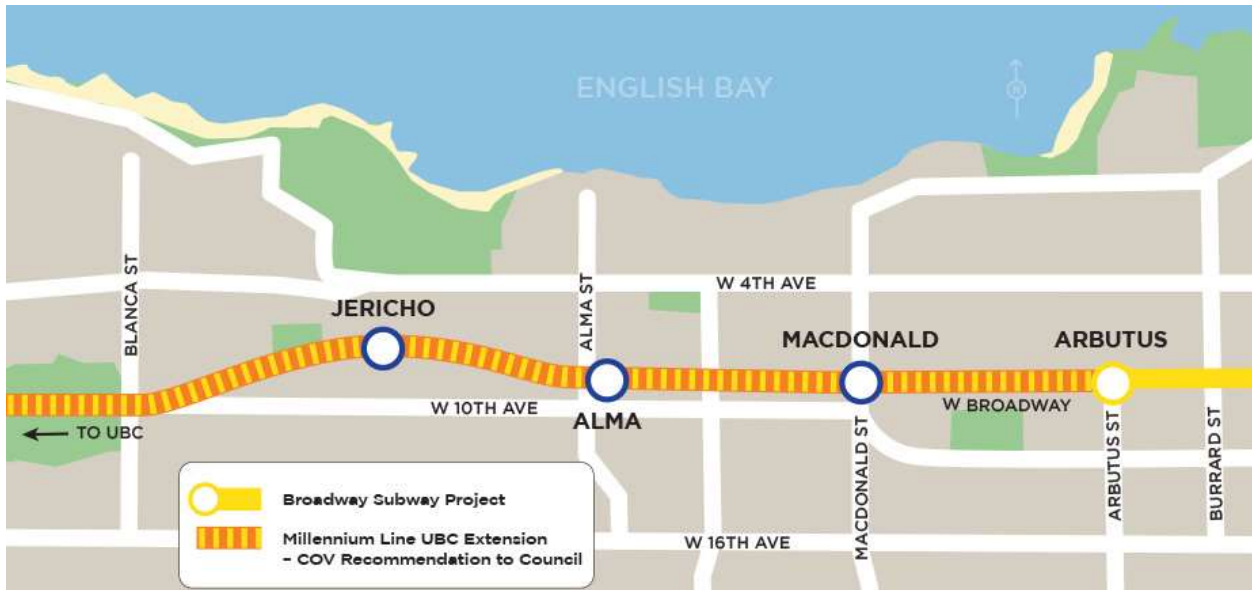 ENGLISH BAY
N
BLANCA ST
ALMA ST
W 4TH AVE
JERICHO
MACDONALD
ARBUTUS
W 10TH AVE
ALMA
W BROADWAY
TO UBC
MACDONALD ST
ARBUTUS ST
BURRARD ST
Broadway Subway Project
Millennium Line UBC Extension
– COV Recommendation to Council
W 16TH AVE